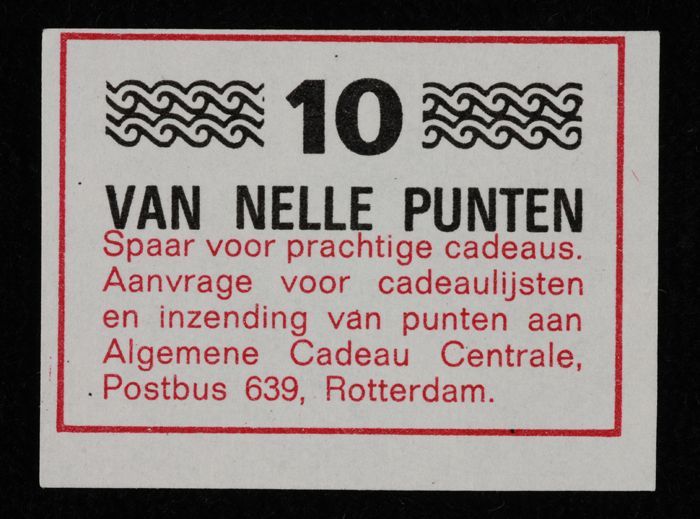 10
VAN NELLE PUNTEN
Spaar voor prachtige cadeaus.
Aanvrage voor cadeaulijsten
en inzending van punten aan
Algemene Cadeau Centrale,
Postbus 639, Rotterdam.